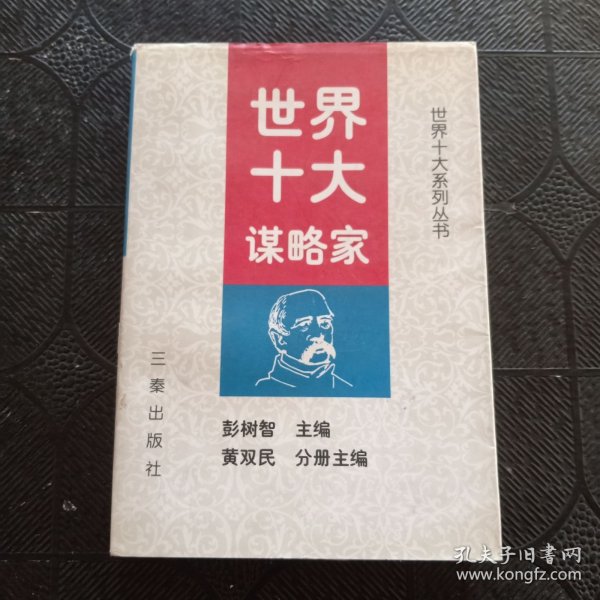 世界
十大
谋略家
世界十大系列丛书
三秦出版社
彭树智 主编
黄双民 分册主编
孔夫子旧书网
www.kongfz.com